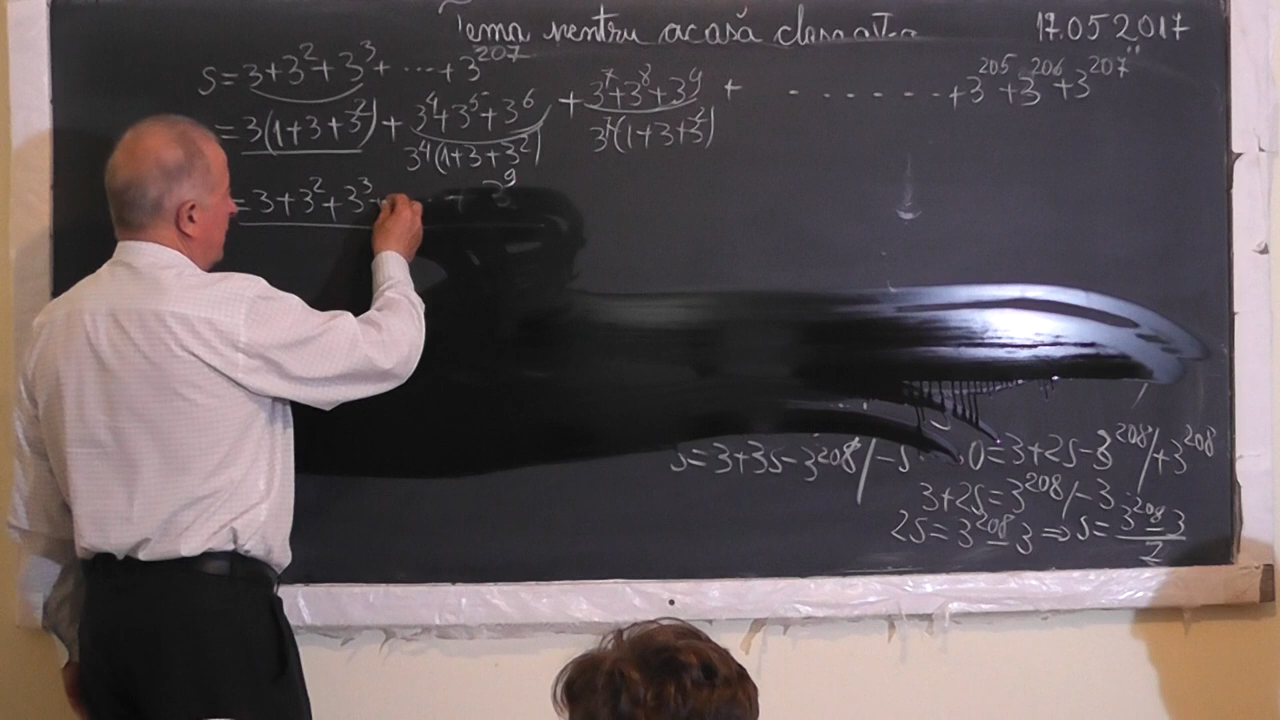 Tema pentru acasă 17.05 2017
S=3+3²+3³+ ··· +3²⁰⁷
=3(1+3+3²)+3⁴+3⁵+3⁶+3⁷+3⁸+3⁹+ ········ +3²⁰⁵+3²⁰⁶+3²⁰⁷
3⁴(1+3+3²) 3⁷(1+3+3²)
=3+3²+3³+ + 3⁹
S=3+3S-3²⁰⁸/-S 0=3+2S-3²⁰⁸/+3²⁰⁸
3+2S=3²⁰⁸/-3
2S=3²⁰⁸-3 ⇒ S=(3²⁰⁸-3)/2